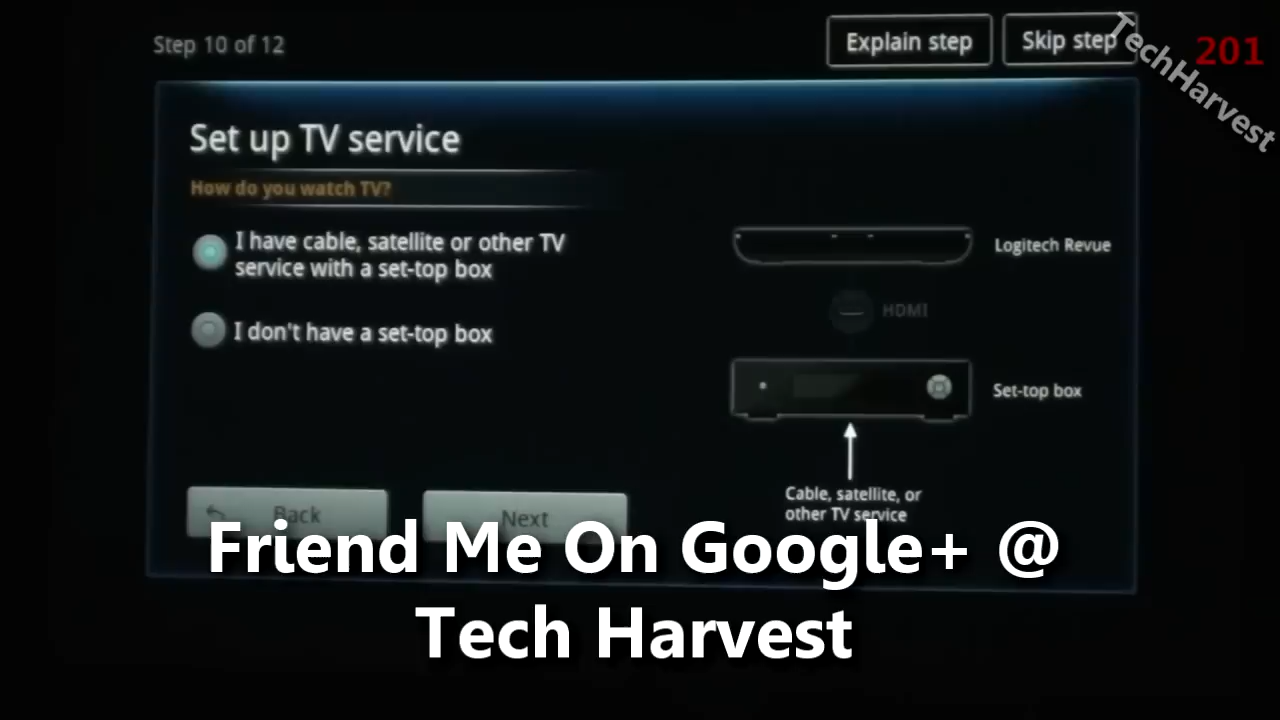 Step 10 of 12
Explain step
Skip step
TechHarvest
201
Set up TV service
How do you watch TV?
I have cable, satellite or other TV
service with a set-top box
I don't have a set-top box
Logitech Revue
HDMI
Set-top box
Cable, satellite, or
other TV service
Back
Next
Friend Me On Google+ @
Tech Harvest